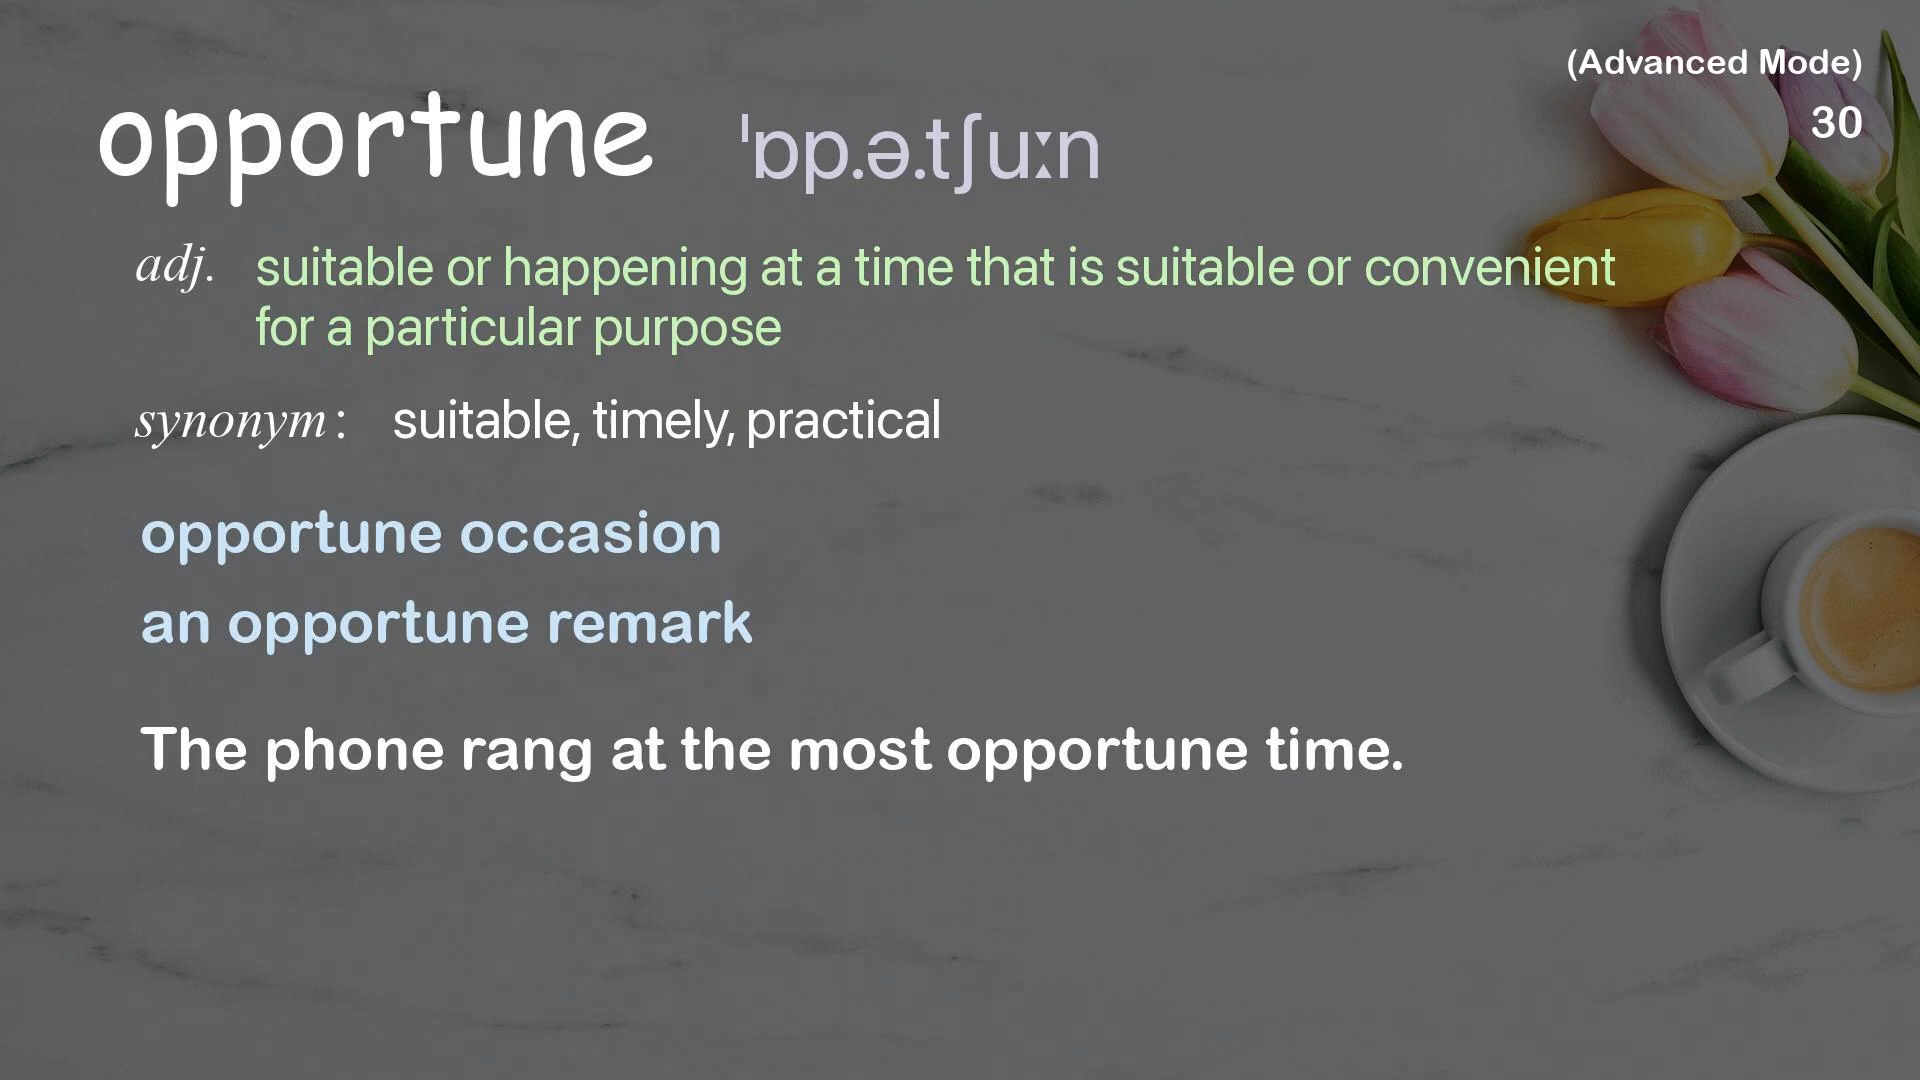 (Advanced Mode)
30
opportune ˈɒp.ə.tʃuːn
adj. suitable or happening at a time that is suitable or convenient
for a particular purpose
synonym : suitable, timely, practical
opportune occasion
an opportune remark
The phone rang at the most opportune time.